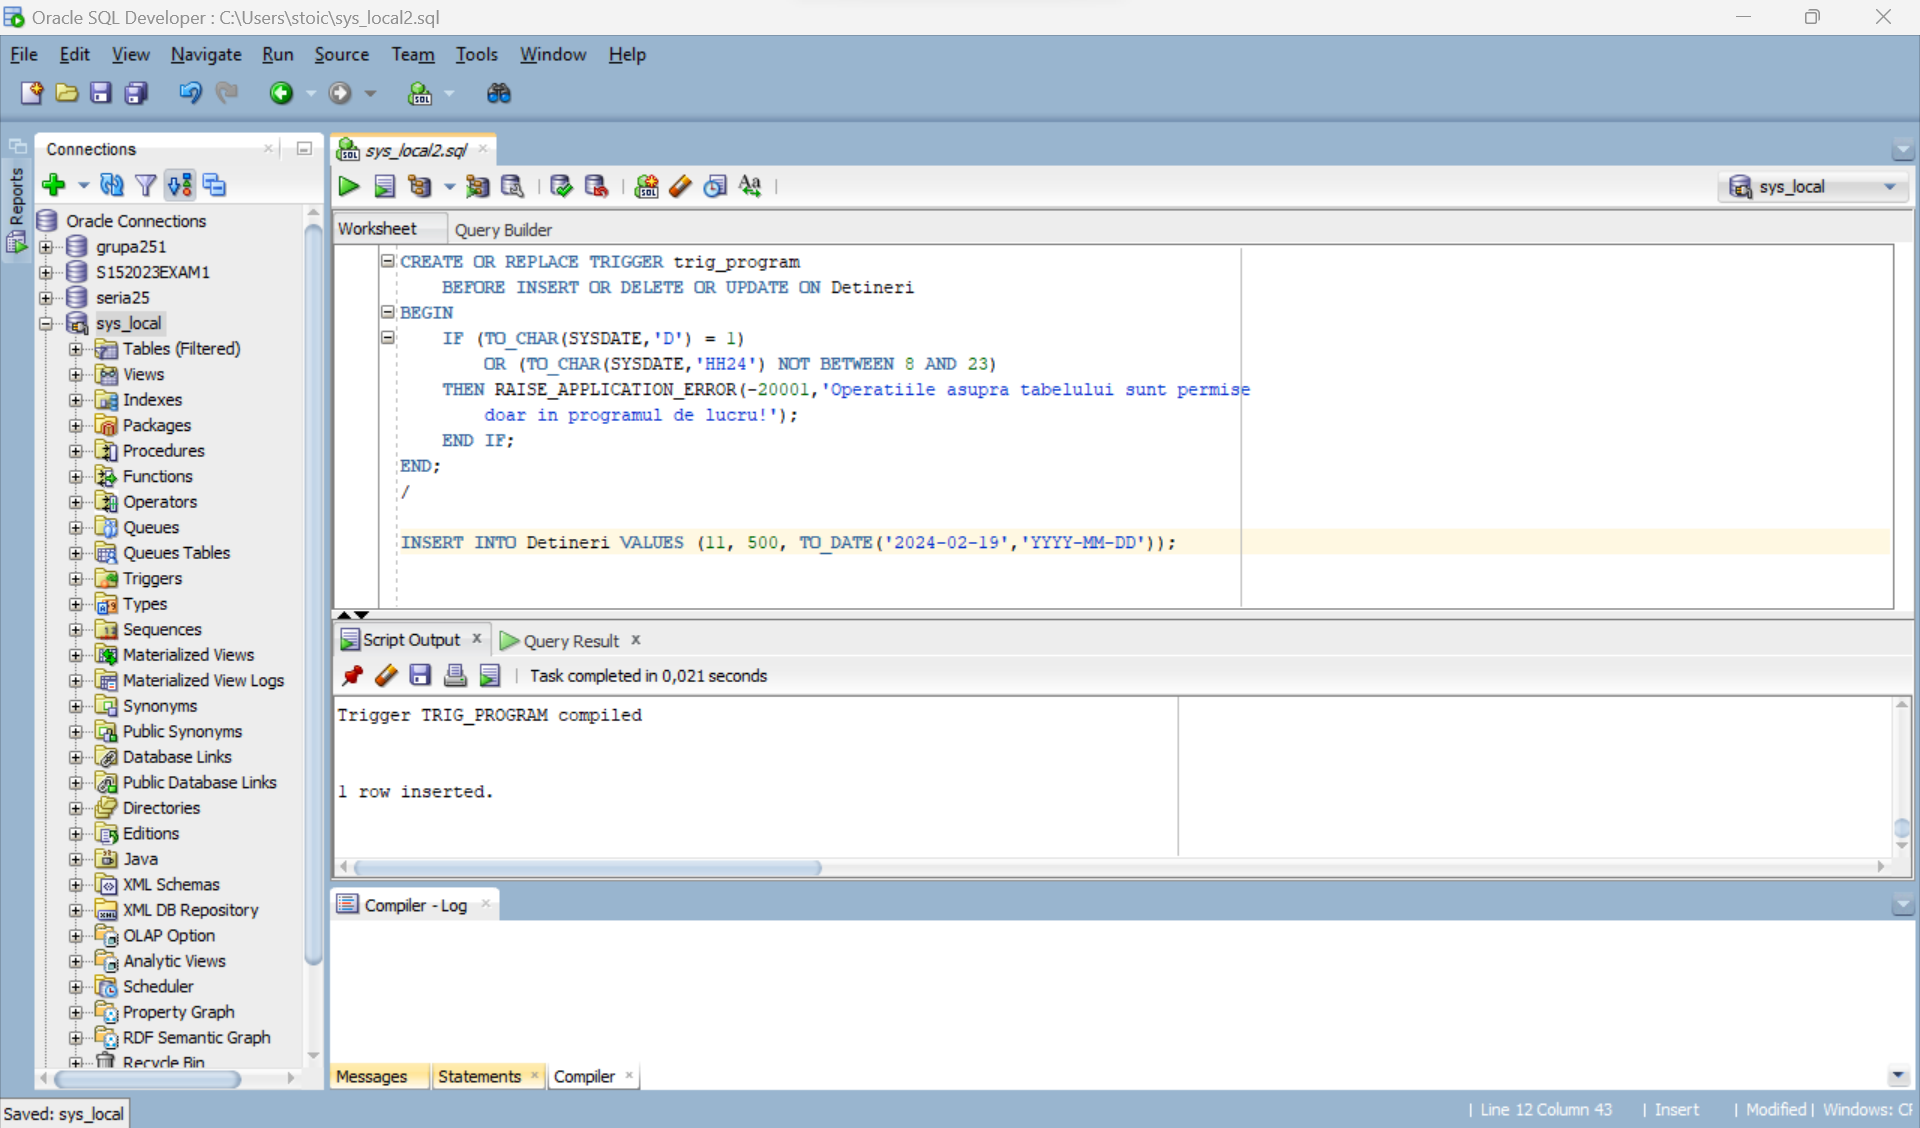 Oracle SQL Developer : C:\Users\stoic\sys_local2.sql
File Edit View Navigate Run Source Team Tools Window Help
Reports
Connections
Oracle Connections
grupa251
S152023EXAM1
seria25
sys_local
Tables (Filtered)
Views
Indexes
Packages
Procedures
Functions
Operators
Queues
Queues Tables
Triggers
Types
Sequences
Materialized Views
Materialized View Logs
Synonyms
Public Synonyms
Database Links
Public Database Links
Directories
Editions
Java
XML Schemas
XML DB Repository
OLAP Option
Analytic Views
Scheduler
Property Graph
RDF Semantic Graph
Recycle Bin
sys_local2.sql
sys_local
Worksheet Query Builder
CREATE OR REPLACE TRIGGER trig_program
BEFORE INSERT OR DELETE OR UPDATE ON Detineri
BEGIN
IF (TO_CHAR(SYSDATE,'D') = 1)
OR (TO_CHAR(SYSDATE,'HH24') NOT BETWEEN 8 AND 23)
THEN RAISE_APPLICATION_ERROR(-20001,'Operatiile asupra tabelului sunt permise
doar in programul de lucru!');
END IF;
END;
/
INSERT INTO Detineri VALUES (11, 500, TO_DATE('2024-02-19','YYYY-MM-DD'));
Script Output Query Result
Task completed in 0,021 seconds
Trigger TRIG_PROGRAM compiled
1 row inserted.
Compiler - Log
Messages Statements Compiler
Saved: sys_local
| Line 12 Column 43 | Insert | Modified | Windows: CF